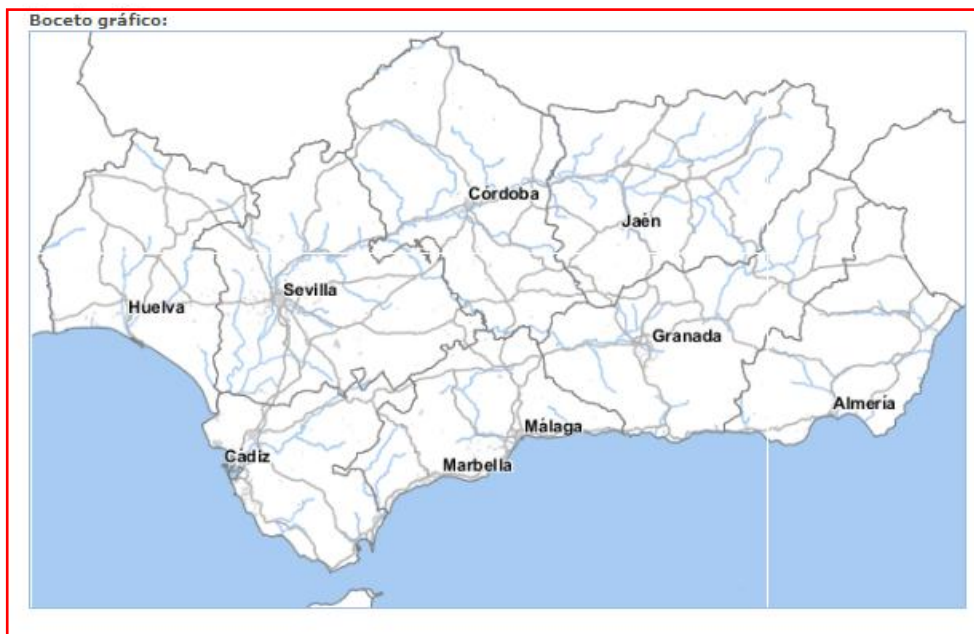 Boceto gráfico:
Córdoba
Jaén
Sevilla
Huelva
Granada
Almería
Málaga
Cádiz
Marbella